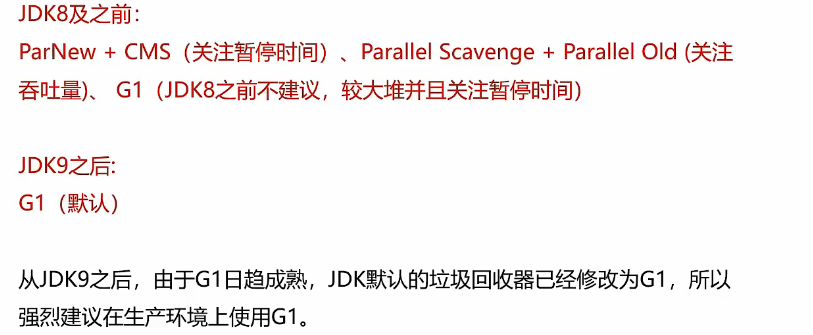 JDK8及之前：
ParNew + CMS（关注暂停时间）、Parallel Scavenge + Parallel Old (关注
吞吐量)、 G1（JDK8之前不建议，较大堆并且关注暂停时间）
JDK9之后:
G1（默认）
从JDK9之后，由于G1日趋成熟，JDK默认的垃圾回收器已经修改为G1，所以
强烈建议在生产环境上使用G1。